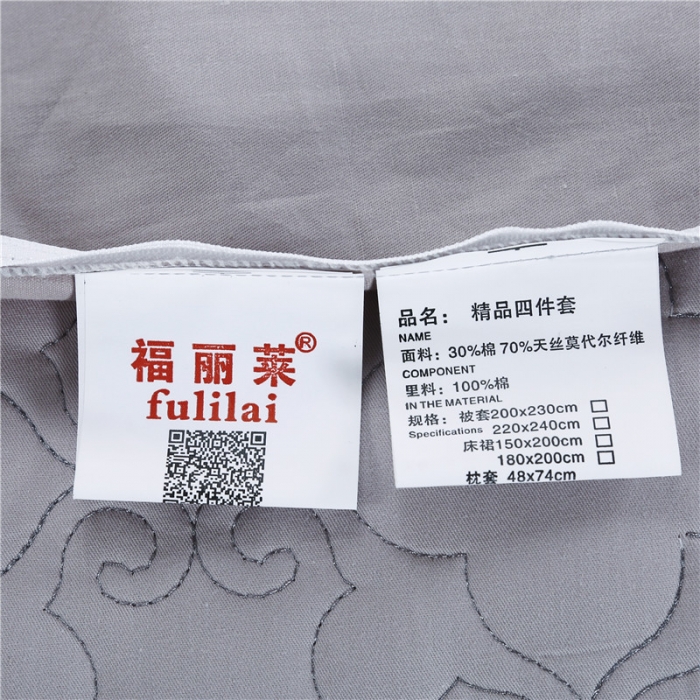 福丽莱®
fulilai
品名：精品四件套
NAME
面料：30%棉 70%天丝莫代尔纤维
COMPONENT
里料：100%棉
IN THE MATERIAL
规格：被套200x230cm □
Specifications 220x240cm □
床裙150x200cm □
180x200cm □
枕套 48x74cm